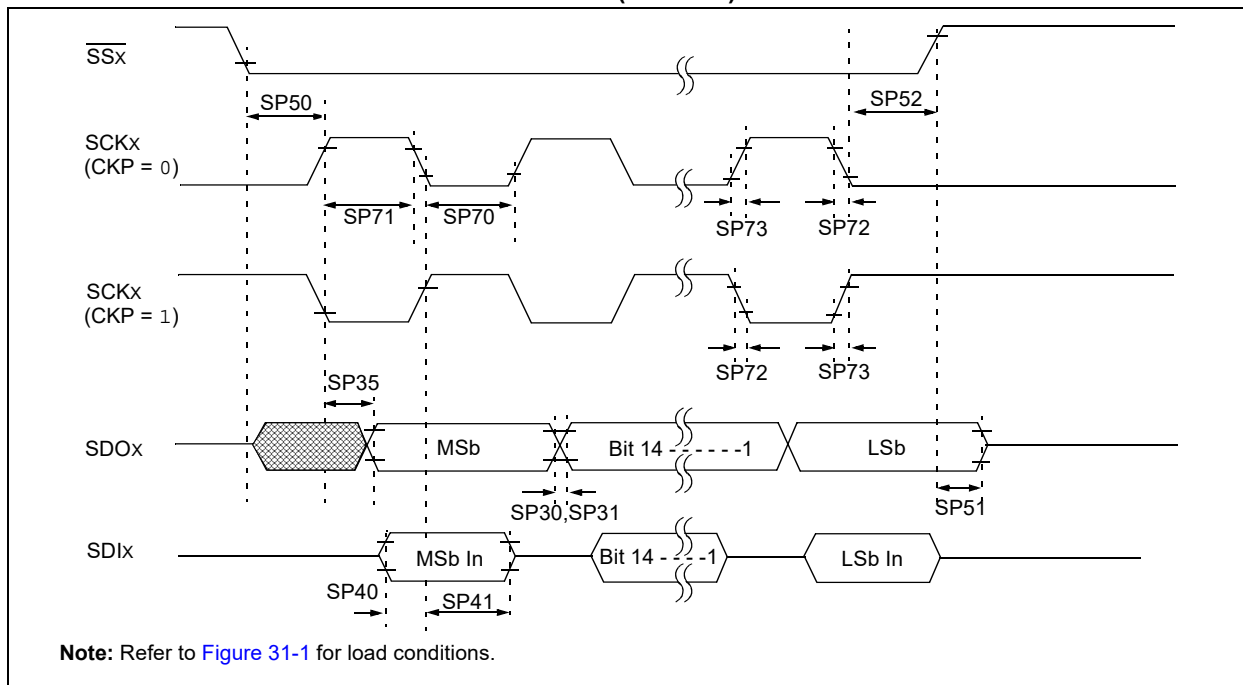 SSx
SP50
SP52
SCKx
(CKP = 0)
SP71
SP70
SP73
SP72
SCKx
(CKP = 1)
SP72
SP73
SP35
SDOx
MSb
Bit 14 - - - - - -1
LSb
SP30,SP31
SP51
SDIx
MSb In
Bit 14 - - - -1
LSb In
SP40
SP41
Note: Refer to Figure 31-1 for load conditions.